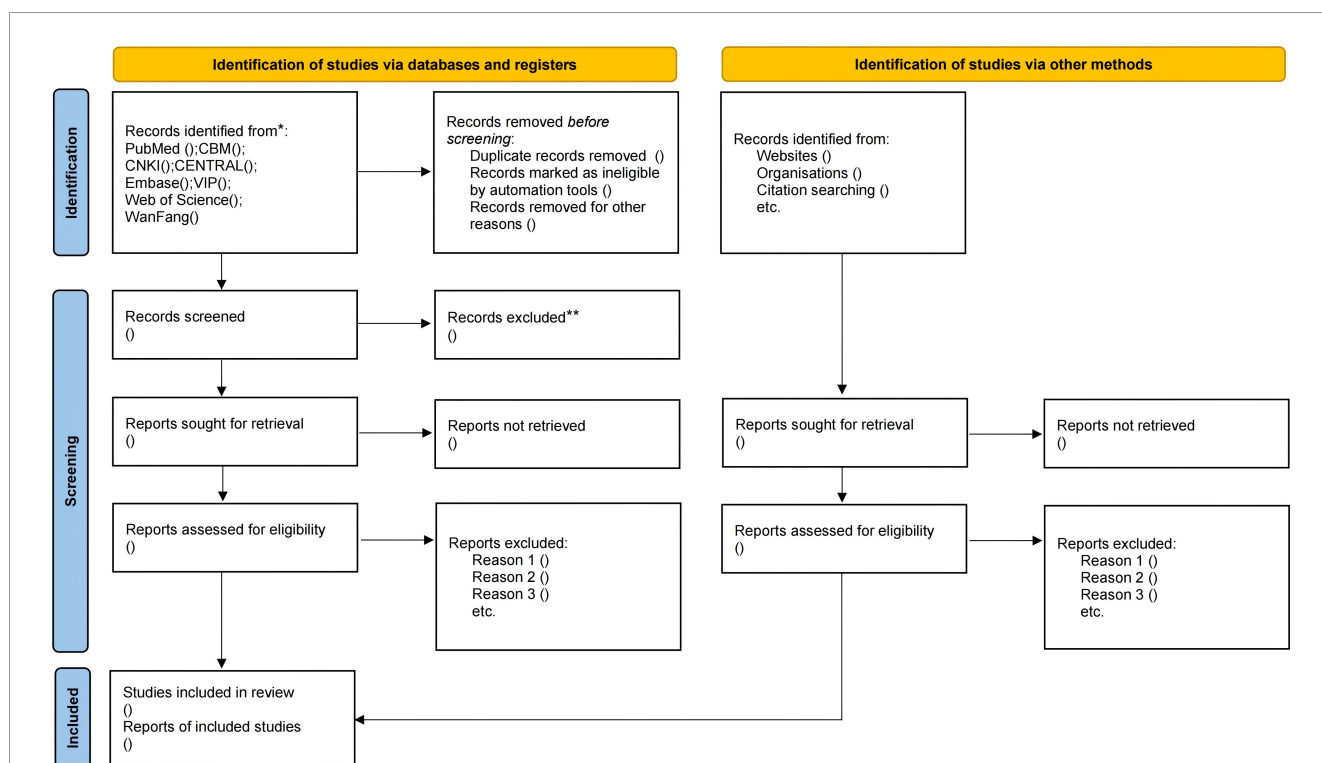 Identification of studies via databases and registers
Identification of studies via other methods
Identification
Records identified from*:
PubMed ();CBM();
CNKI();CENTRAL();
Embase();VIP();
Web of Science();
WanFang()
Records removed before
screening:
Duplicate records removed ()
Records marked as ineligible
by automation tools ()
Records removed for other
reasons ()
Records identified from:
Websites ()
Organisations ()
Citation searching ()
etc.
Screening
Records screened
()
Records excluded**
()
Reports sought for retrieval
()
Reports not retrieved
()
Reports sought for retrieval
()
Reports not retrieved
()
Reports assessed for eligibility
()
Reports excluded:
Reason 1 ()
Reason 2 ()
Reason 3 ()
etc.
Reports assessed for eligibility
()
Reports excluded:
Reason 1 ()
Reason 2 ()
Reason 3 ()
etc.
Included
Studies included in review
()
Reports of included studies
()